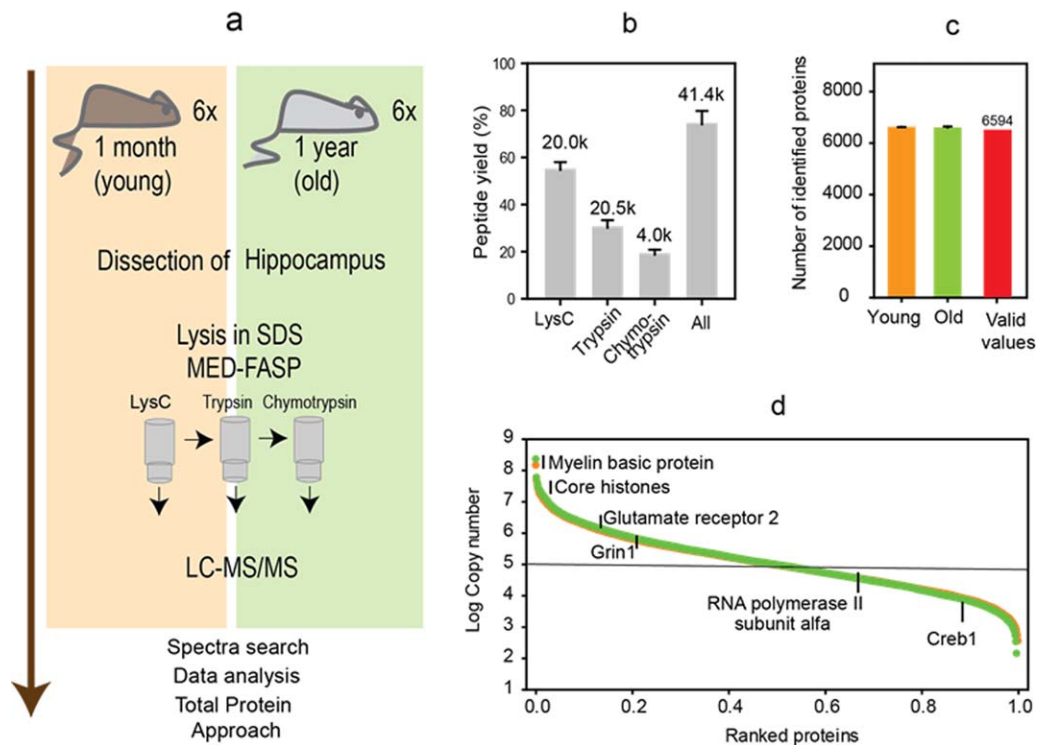 a
6x
1 month
(young)
6x
1 year
(old)
Dissection of Hippocampus
Lysis in SDS
MED-FASP
LysC Trypsin Chymotrypsin
LC-MS/MS
Spectra search
Data analysis
Total Protein
Approach
b
Peptide yield (%)
100
80
60
40
20
0
20.0k
20.5k
4.0k
41.4k
LysC
Trypsin
Chymo-
trypsin
All
c
Number of identified proteins
8000
6000
4000
2000
0
6594
Young
Old
Valid
values
d
Log Copy number
9
8
7
6
5
4
3
2
1
Myelin basic protein
Core histones
Glutamate receptor 2
Grin1
RNA polymerase II
subunit alfa
Creb1
0.0 0.2 0.4 0.6 0.8 1.0
Ranked proteins